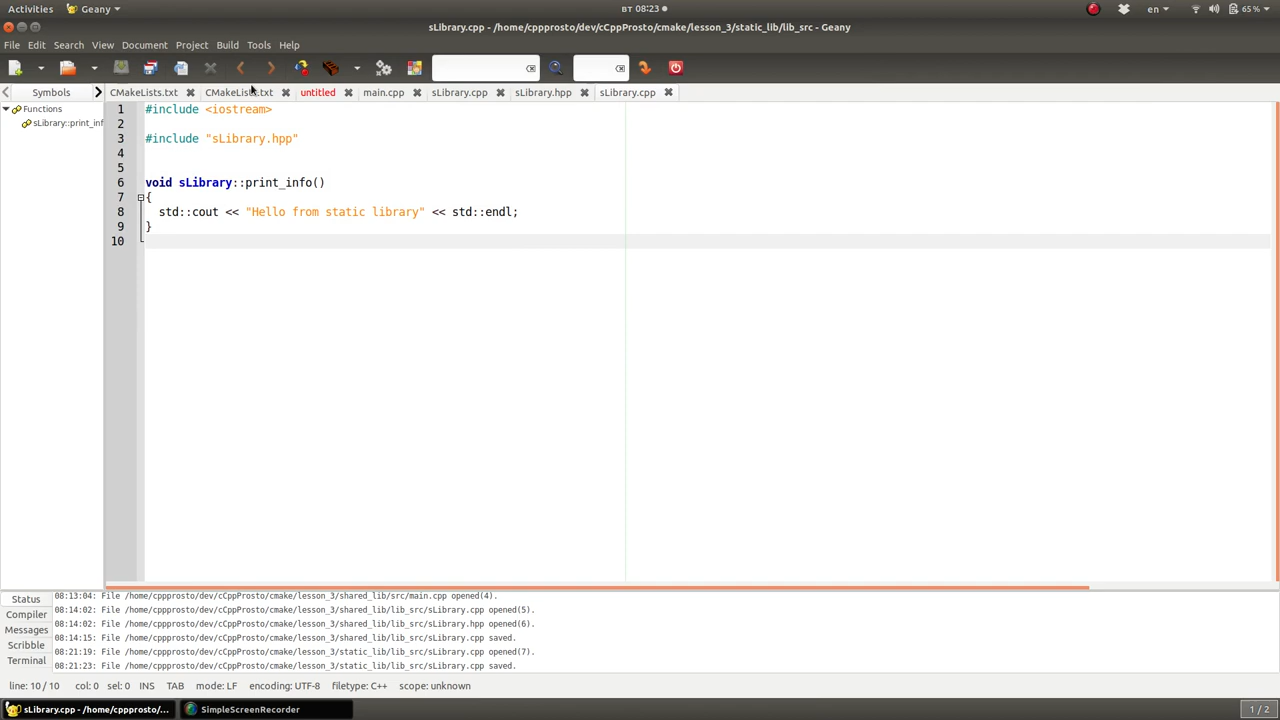 Activities Geany вт 08:23 en 65 %
sLibrary.cpp - /home/cppprosto/dev/cCppProsto/cmake/lesson_3/static_lib/lib_src - Geany
File Edit Search View Document Project Build Tools Help
Symbols CMakeLists.txt CMakeLists.txt untitled main.cpp sLibrary.cpp sLibrary.hpp sLibrary.cpp
Functions
sLibrary::print_inf
1 #include <iostream>
2
3 #include "sLibrary.hpp"
4
5
6 void sLibrary::print_info()
7 {
8 std::cout << "Hello from static library" << std::endl;
9 }
10
Status
Compiler
Messages
Scribble
Terminal
08:13:04: File /home/cppprosto/dev/cCppProsto/cmake/lesson_3/shared_lib/src/main.cpp opened(4).
08:14:02: File /home/cppprosto/dev/cCppProsto/cmake/lesson_3/shared_lib/lib_src/sLibrary.cpp opened(5).
08:14:02: File /home/cppprosto/dev/cCppProsto/cmake/lesson_3/shared_lib/lib_src/sLibrary.hpp opened(6).
08:14:15: File /home/cppprosto/dev/cCppProsto/cmake/lesson_3/shared_lib/lib_src/sLibrary.cpp saved.
08:21:19: File /home/cppprosto/dev/cCppProsto/cmake/lesson_3/static_lib/lib_src/sLibrary.cpp opened(7).
08:21:23: File /home/cppprosto/dev/cCppProsto/cmake/lesson_3/static_lib/lib_src/sLibrary.cpp saved.
line: 10 / 10 col: 0 sel: 0 INS TAB mode: LF encoding: UTF-8 filetype: C++ scope: unknown
sLibrary.cpp - /home/cppprosto/... SimpleScreenRecorder 1 / 2